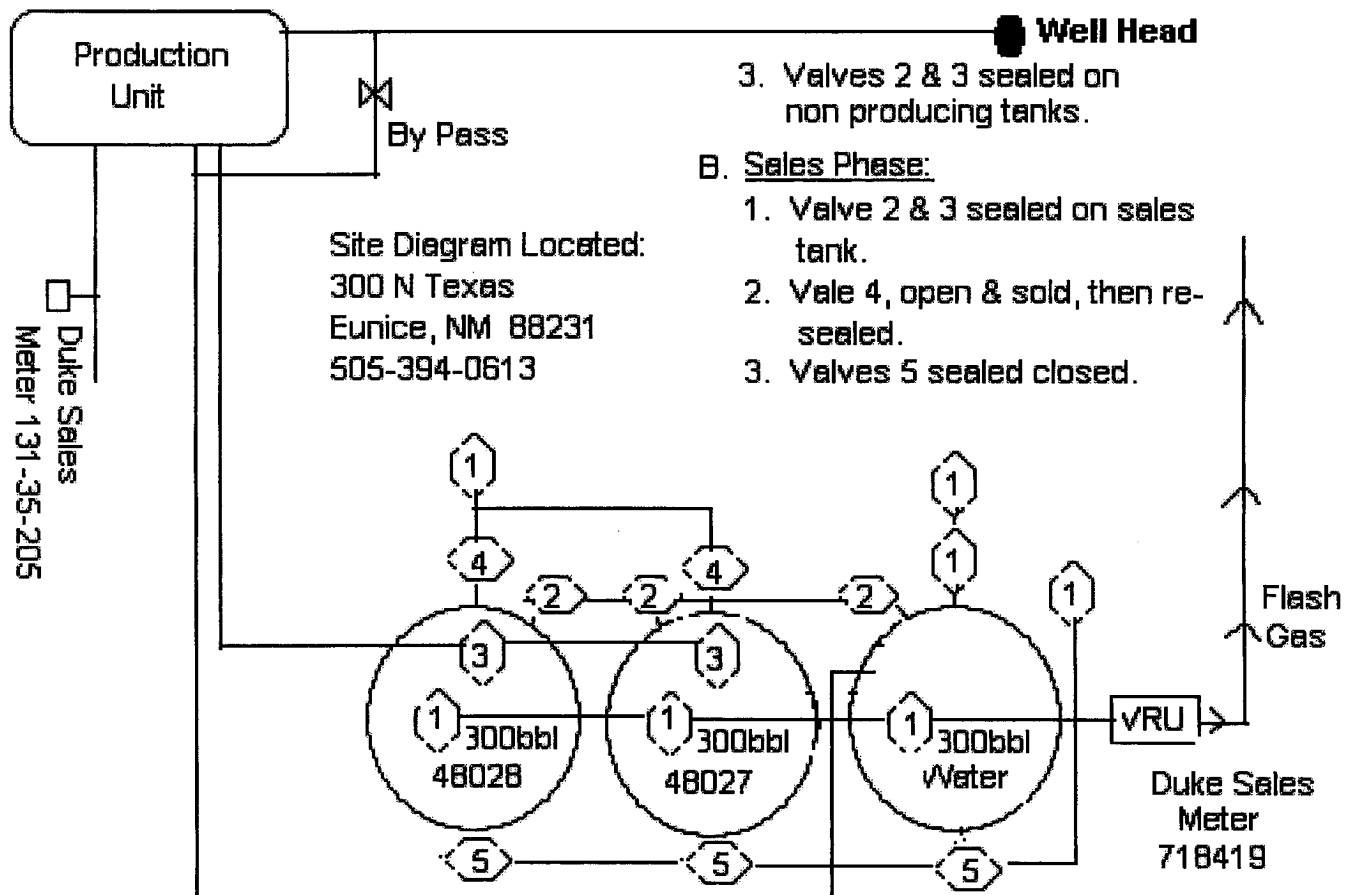 Production
Unit
Well Head
By Pass
3. Valves 2 & 3 sealed on
non producing tanks.
B. Sales Phase:
1. Valve 2 & 3 sealed on sales
tank.
2. Vale 4, open & sold, then re-
sealed.
3. Valves 5 sealed closed.
Site Diagram Located:
300 N Texas
Eunice, NM 88231
505-394-0613
Duke Sales
Meter 131-35-205
1
1
4
1
4
2
2
2
1
3
3
Flash
Gas
1
300bbl
48028
1
300bbl
48027
1
300bbl
Water
VRU
Duke Sales
Meter
718419
5
5
5